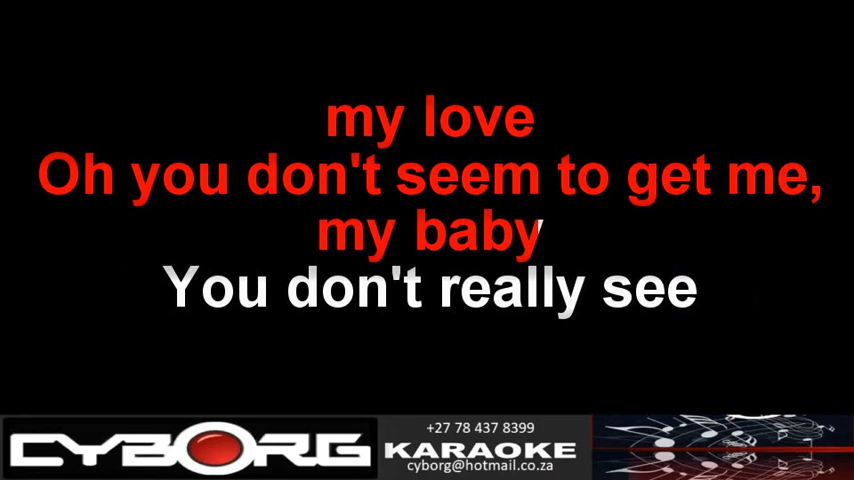 my love
Oh you don't seem to get me,
my baby
You don't really see
CYBORG
+27 78 437 8399
KARAOKE
cyborg@hotmail.co.za